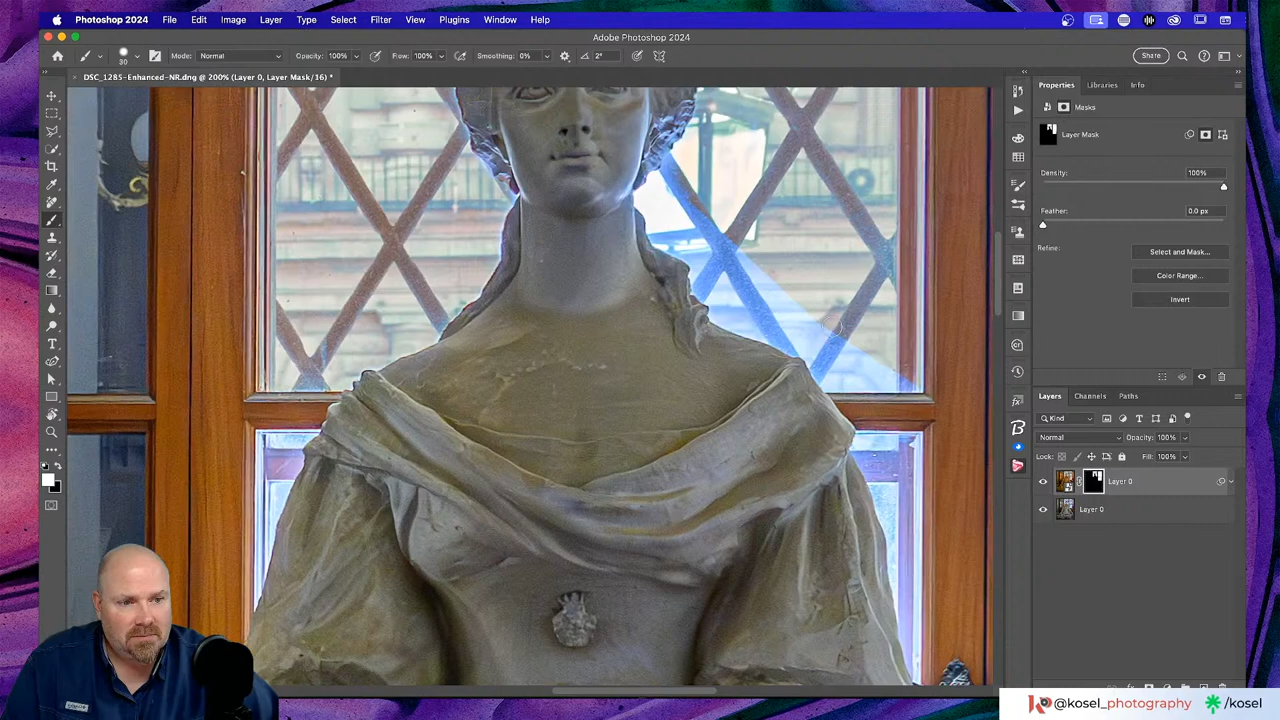 Photoshop 2024 File Edit Image Layer Type Select Filter View Plugins Window Help
Adobe Photoshop 2024
30 Mode: Normal Opacity: 100% Flow: 100% Smoothing: 0% 2° Share
DSC_1285-Enhanced-NR.dng @ 200% (Layer 0, Layer Mask/16) *
Properties Libraries Info
Masks
Layer Mask
Density: 100%
Feather: 0.0 px
Refine: Select and Mask...
Color Range...
Invert
Layers Channels Paths
Kind
Normal Opacity: 100%
Lock: Fill: 100%
Layer 0
Layer 0
@kosel_photography /kosel